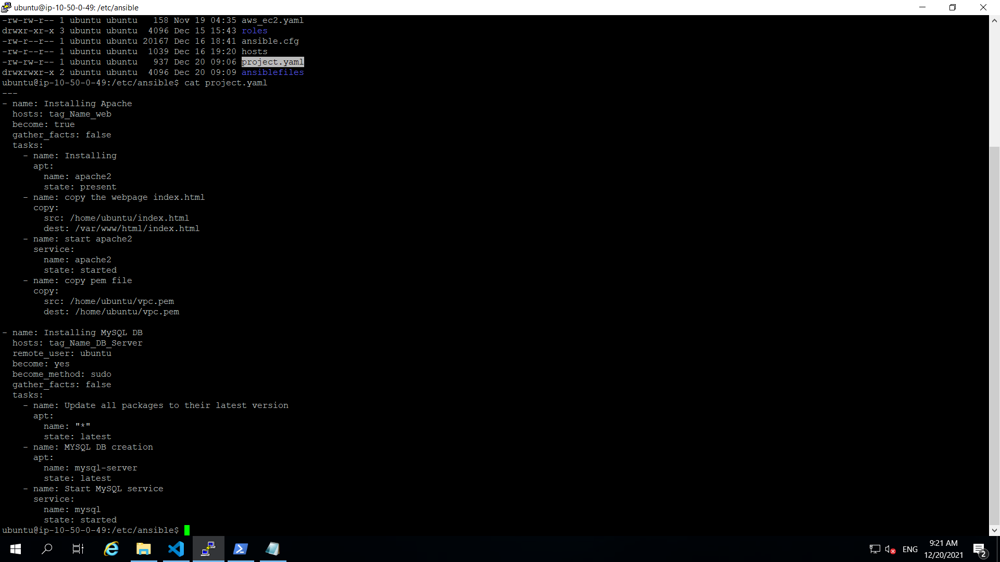 ubuntu@ip-10-50-0-49: /etc/ansible
-rw-rw-r-- 1 ubuntu ubuntu   158 Nov 19 04:35 aws_ec2.yaml
drwxr-xr-x 3 ubuntu ubuntu  4096 Dec 15 15:43 roles
-rw-r--r-- 1 ubuntu ubuntu 20167 Dec 16 18:41 ansible.cfg
-rw-r--r-- 1 ubuntu ubuntu  1039 Dec 16 19:20 hosts
-rw-rw-r-- 1 ubuntu ubuntu   937 Dec 20 09:06 project.yaml
drwxrwxr-x 2 ubuntu ubuntu  4096 Dec 20 09:09 ansiblefiles
ubuntu@ip-10-50-0-49:/etc/ansible$ cat project.yaml
---
- name: Installing Apache
  hosts: tag_Name_web
  become: true
  gather_facts: false
  tasks:
    - name: Installing
      apt:
        name: apache2
        state: present
    - name: copy the webpage index.html
      copy:
        src: /home/ubuntu/index.html
        dest: /var/www/html/index.html
    - name: start apache2
      service:
        name: apache2
        state: started
    - name: copy pem file
      copy:
        src: /home/ubuntu/vpc.pem
        dest: /home/ubuntu/vpc.pem

- name: Installing MySQL DB
  hosts: tag_Name_DB_Server
  remote_user: ubuntu
  become: yes
  become_method: sudo
  gather_facts: false
  tasks:
    - name: Update all packages to their latest version
      apt:
        name: "*"
        state: latest
    - name: MYSQL DB creation
      apt:
        name: mysql-server
        state: latest
    - name: Start MySQL service
      service:
        name: mysql
        state: started
ubuntu@ip-10-50-0-49:/etc/ansible$
ENG
9:21 AM
12/20/2021
2